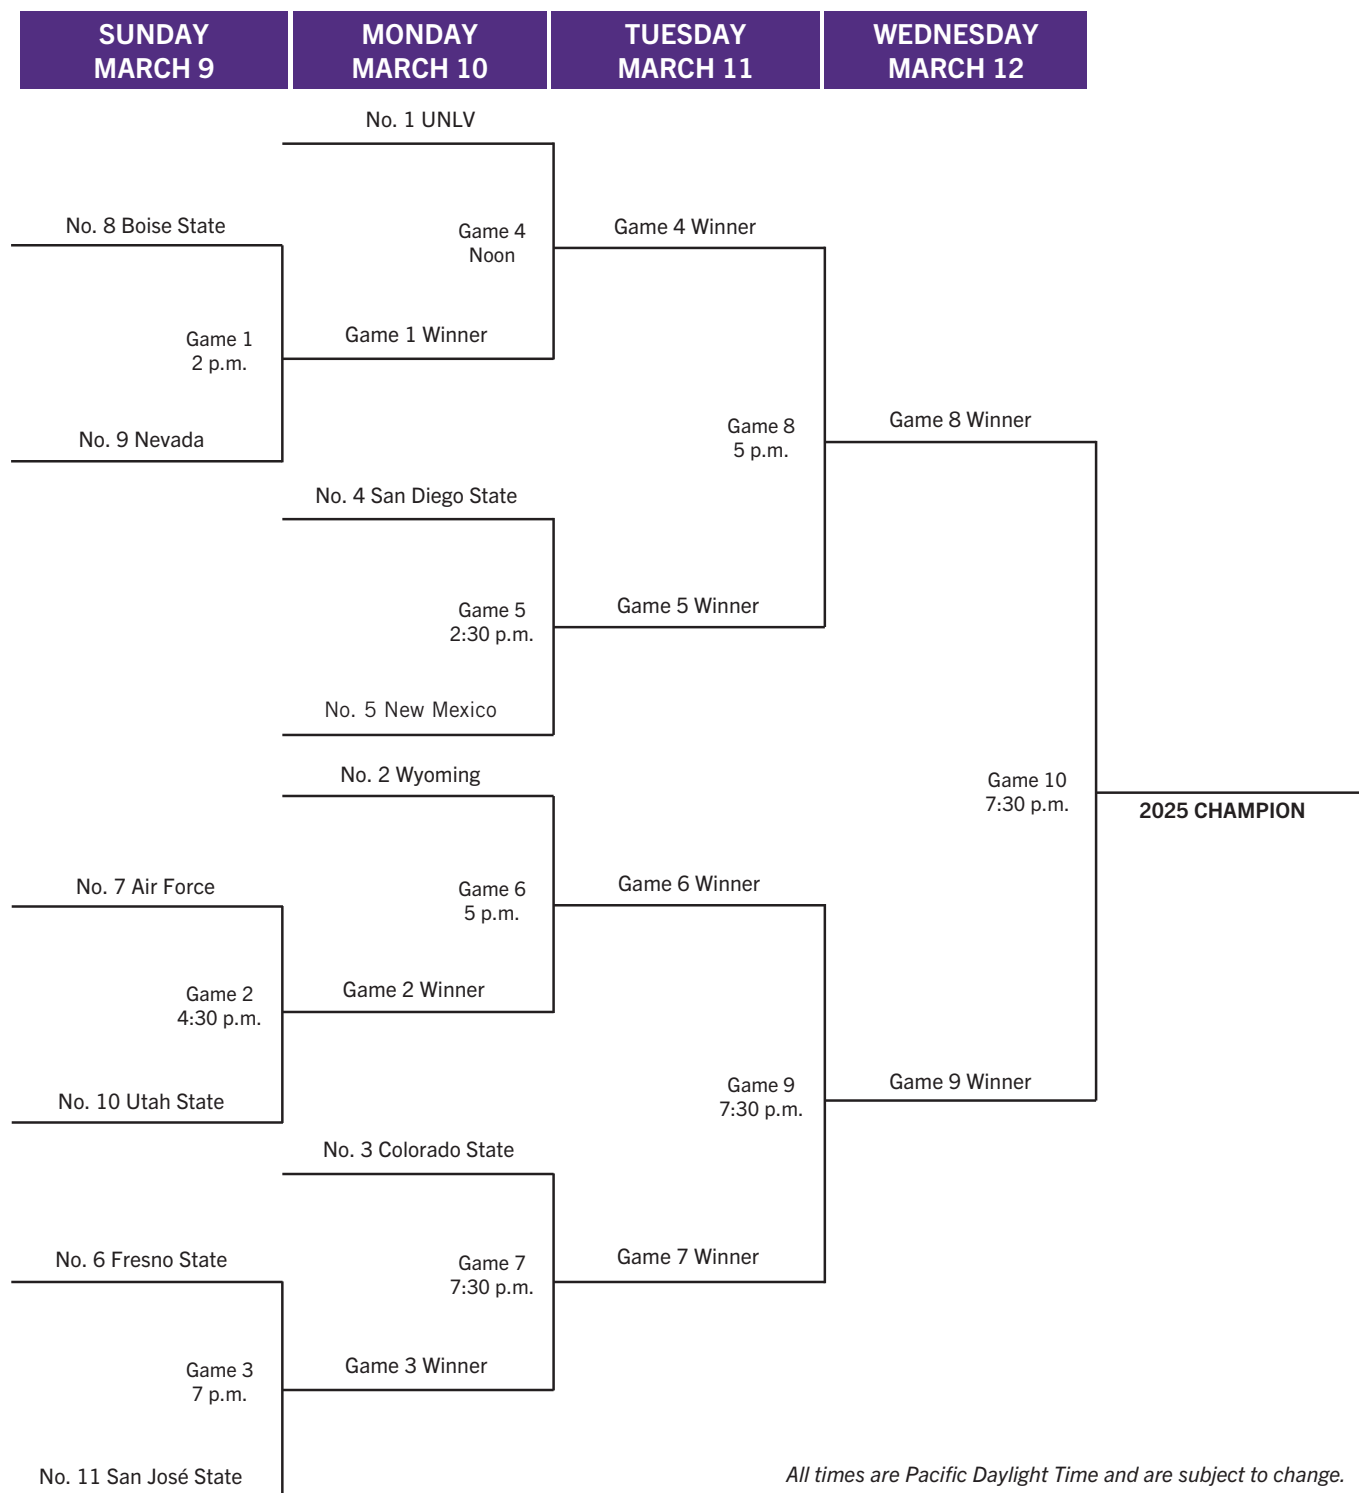 SUNDAY
MARCH 9
MONDAY
MARCH 10
TUESDAY
MARCH 11
WEDNESDAY
MARCH 12
No. 1 UNLV
No. 8 Boise State
Game 4
Noon
Game 4 Winner
Game 1
2 p.m.
Game 1 Winner
No. 9 Nevada
Game 8
5 p.m.
Game 8 Winner
No. 4 San Diego State
Game 5
2:30 p.m.
Game 5 Winner
No. 5 New Mexico
No. 2 Wyoming
Game 10
7:30 p.m.
2025 CHAMPION
No. 7 Air Force
Game 6
5 p.m.
Game 6 Winner
Game 2
4:30 p.m.
Game 2 Winner
No. 10 Utah State
Game 9
7:30 p.m.
Game 9 Winner
No. 3 Colorado State
No. 6 Fresno State
Game 7
7:30 p.m.
Game 7 Winner
Game 3
7 p.m.
Game 3 Winner
No. 11 San José State
All times are Pacific Daylight Time and are subject to change.